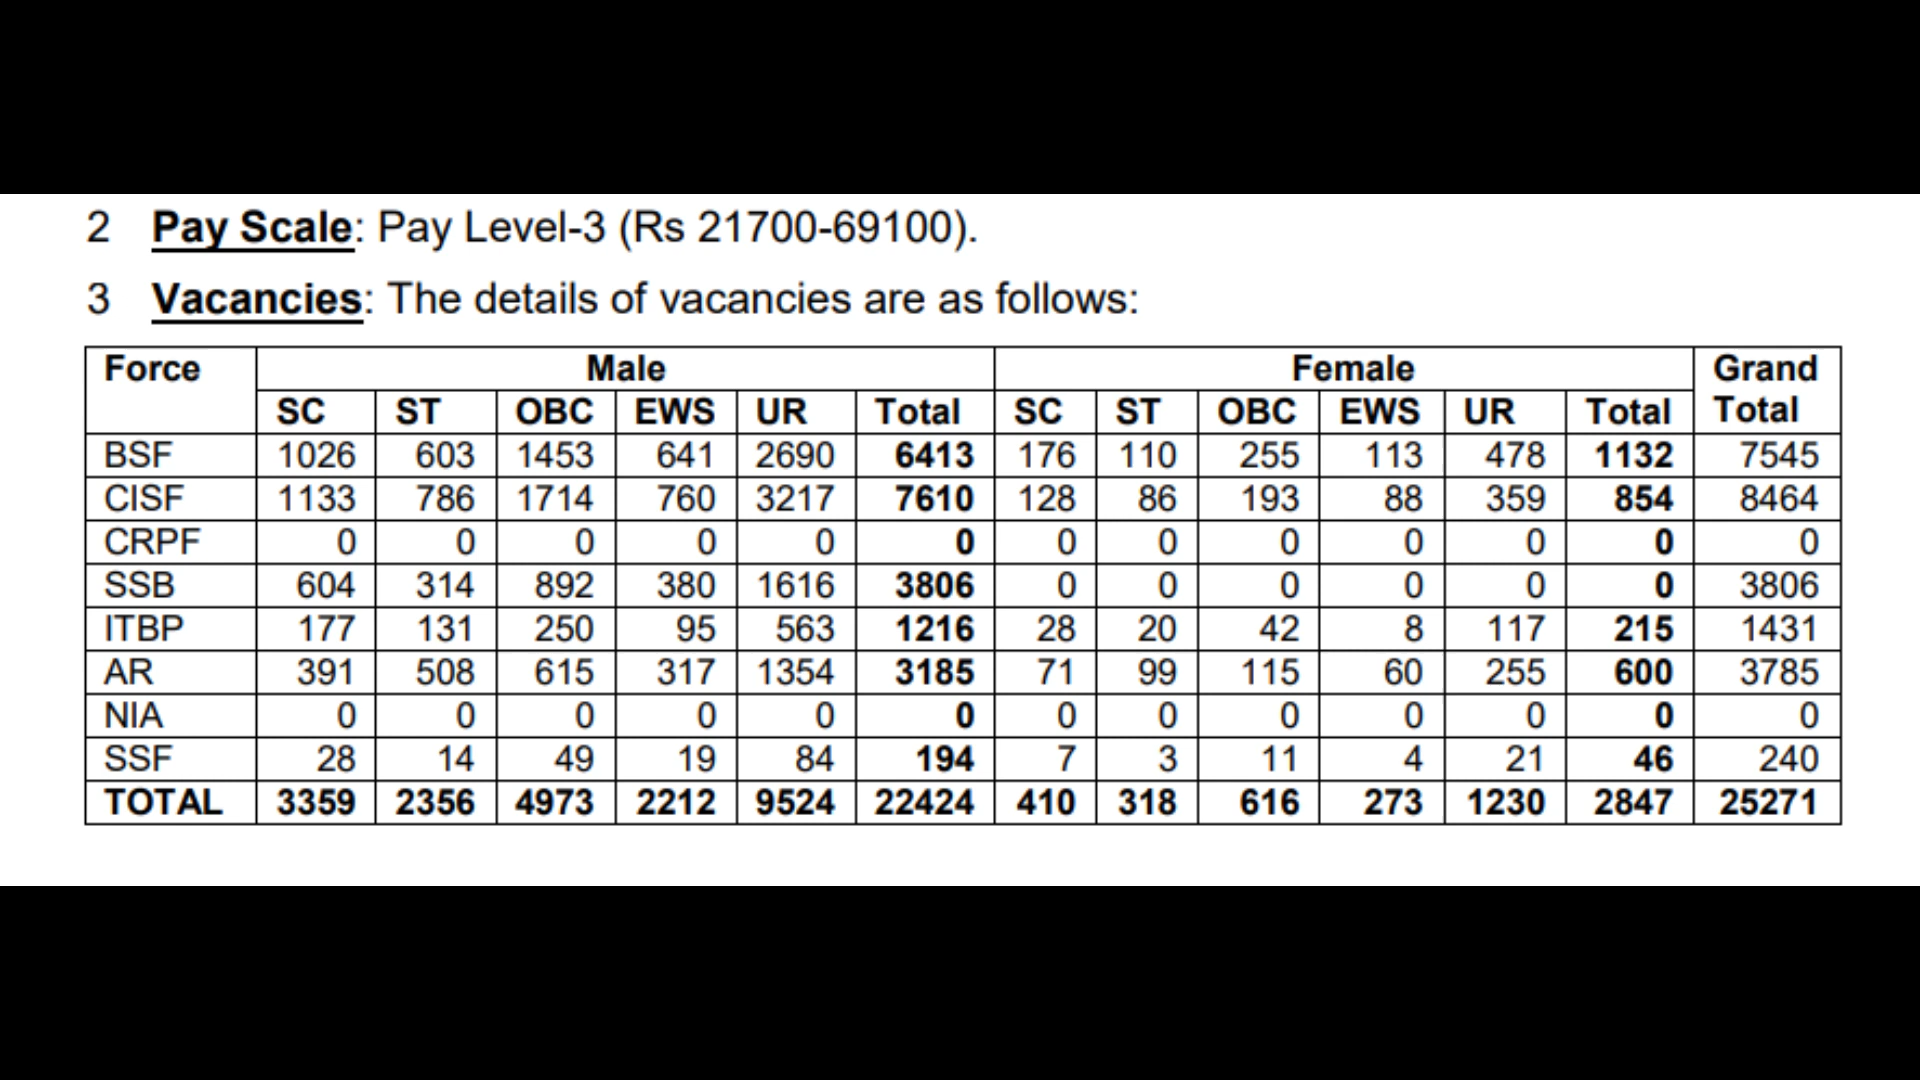 2 Pay Scale: Pay Level-3 (Rs 21700-69100).
3 Vacancies: The details of vacancies are as follows:
Force Male Female Grand Total
SC ST OBC EWS UR Total SC ST OBC EWS UR Total
BSF 1026 603 1453 641 2690 6413 176 110 255 113 478 1132 7545
CISF 1133 786 1714 760 3217 7610 128 86 193 88 359 854 8464
CRPF 0 0 0 0 0 0 0 0 0 0 0 0 0
SSB 604 314 892 380 1616 3806 0 0 0 0 0 0 3806
ITBP 177 131 250 95 563 1216 28 20 42 8 117 215 1431
AR 391 508 615 317 1354 3185 71 99 115 60 255 600 3785
NIA 0 0 0 0 0 0 0 0 0 0 0 0 0
SSF 28 14 49 19 84 194 7 3 11 4 21 46 240
TOTAL 3359 2356 4973 2212 9524 22424 410 318 616 273 1230 2847 25271